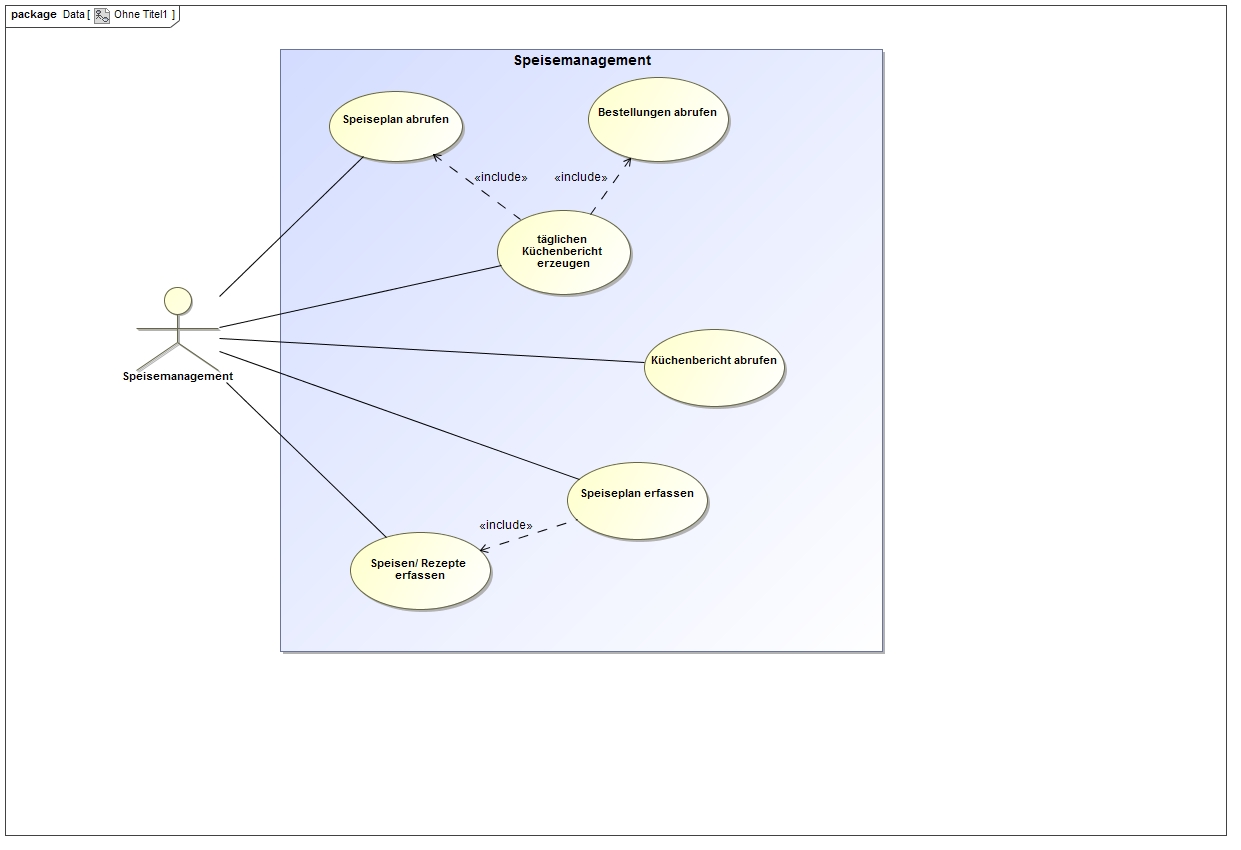 package Data [ Ohne Titel1 ]
Speisemanagement
Speiseplan abrufen
Bestellungen abrufen
«include»
«include»
täglichen
Küchenbericht
erzeugen
Küchenbericht abrufen
Speisemanagement
Speiseplan erfassen
«include»
Speisen/ Rezepte
erfassen